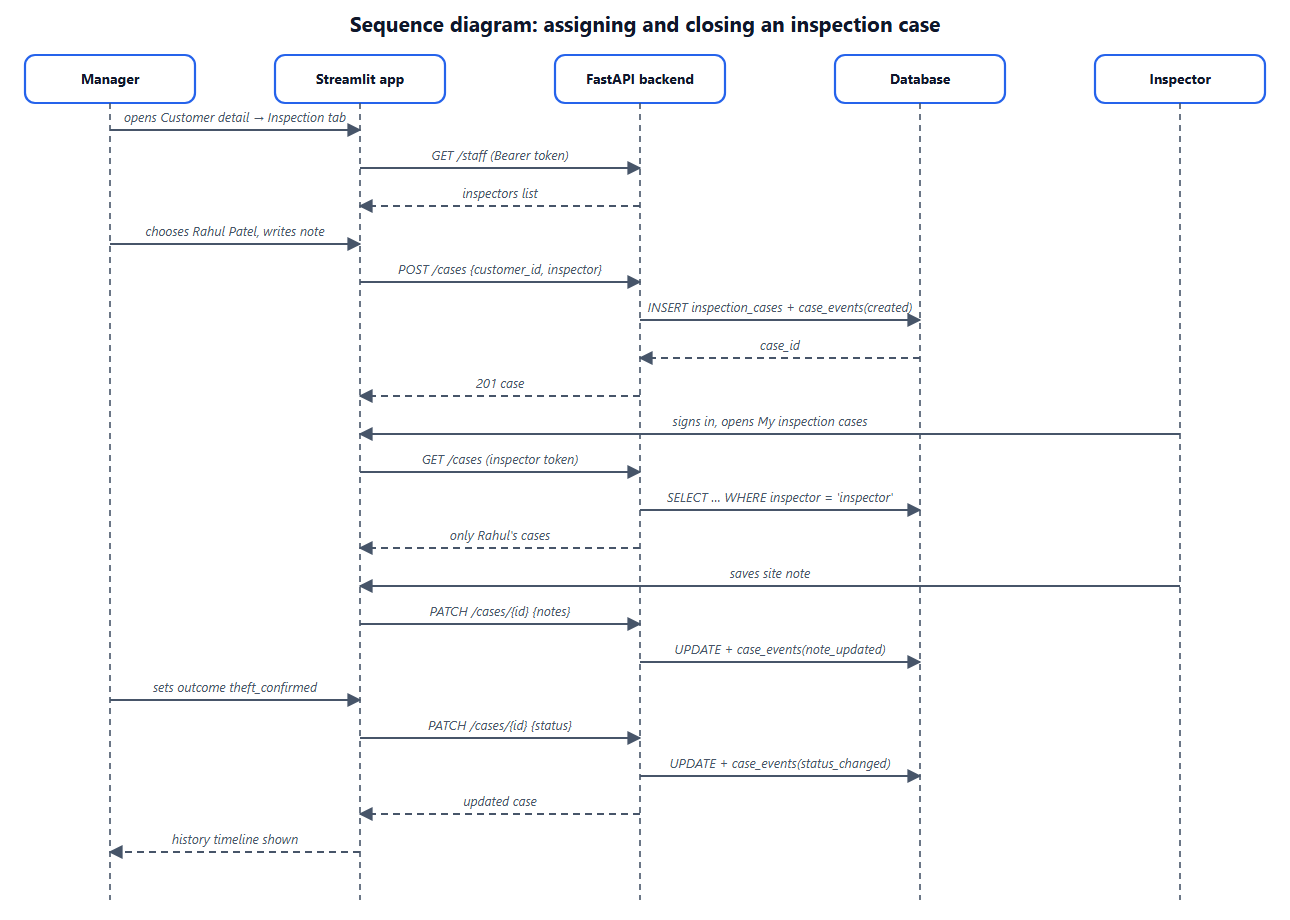 Sequence diagram: assigning and closing an inspection case
Manager
Streamlit app
FastAPI backend
Database
Inspector
opens Customer detail → Inspection tab
GET /staff (Bearer token)
inspectors list
chooses Rahul Patel, writes note
POST /cases {customer_id, inspector}
INSERT inspection_cases + case_events(created)
case_id
201 case
signs in, opens My inspection cases
GET /cases (inspector token)
SELECT ... WHERE inspector = 'inspector'
only Rahul's cases
saves site note
PATCH /cases/{id} {notes}
UPDATE + case_events(note_updated)
sets outcome theft_confirmed
PATCH /cases/{id} {status}
UPDATE + case_events(status_changed)
updated case
history timeline shown